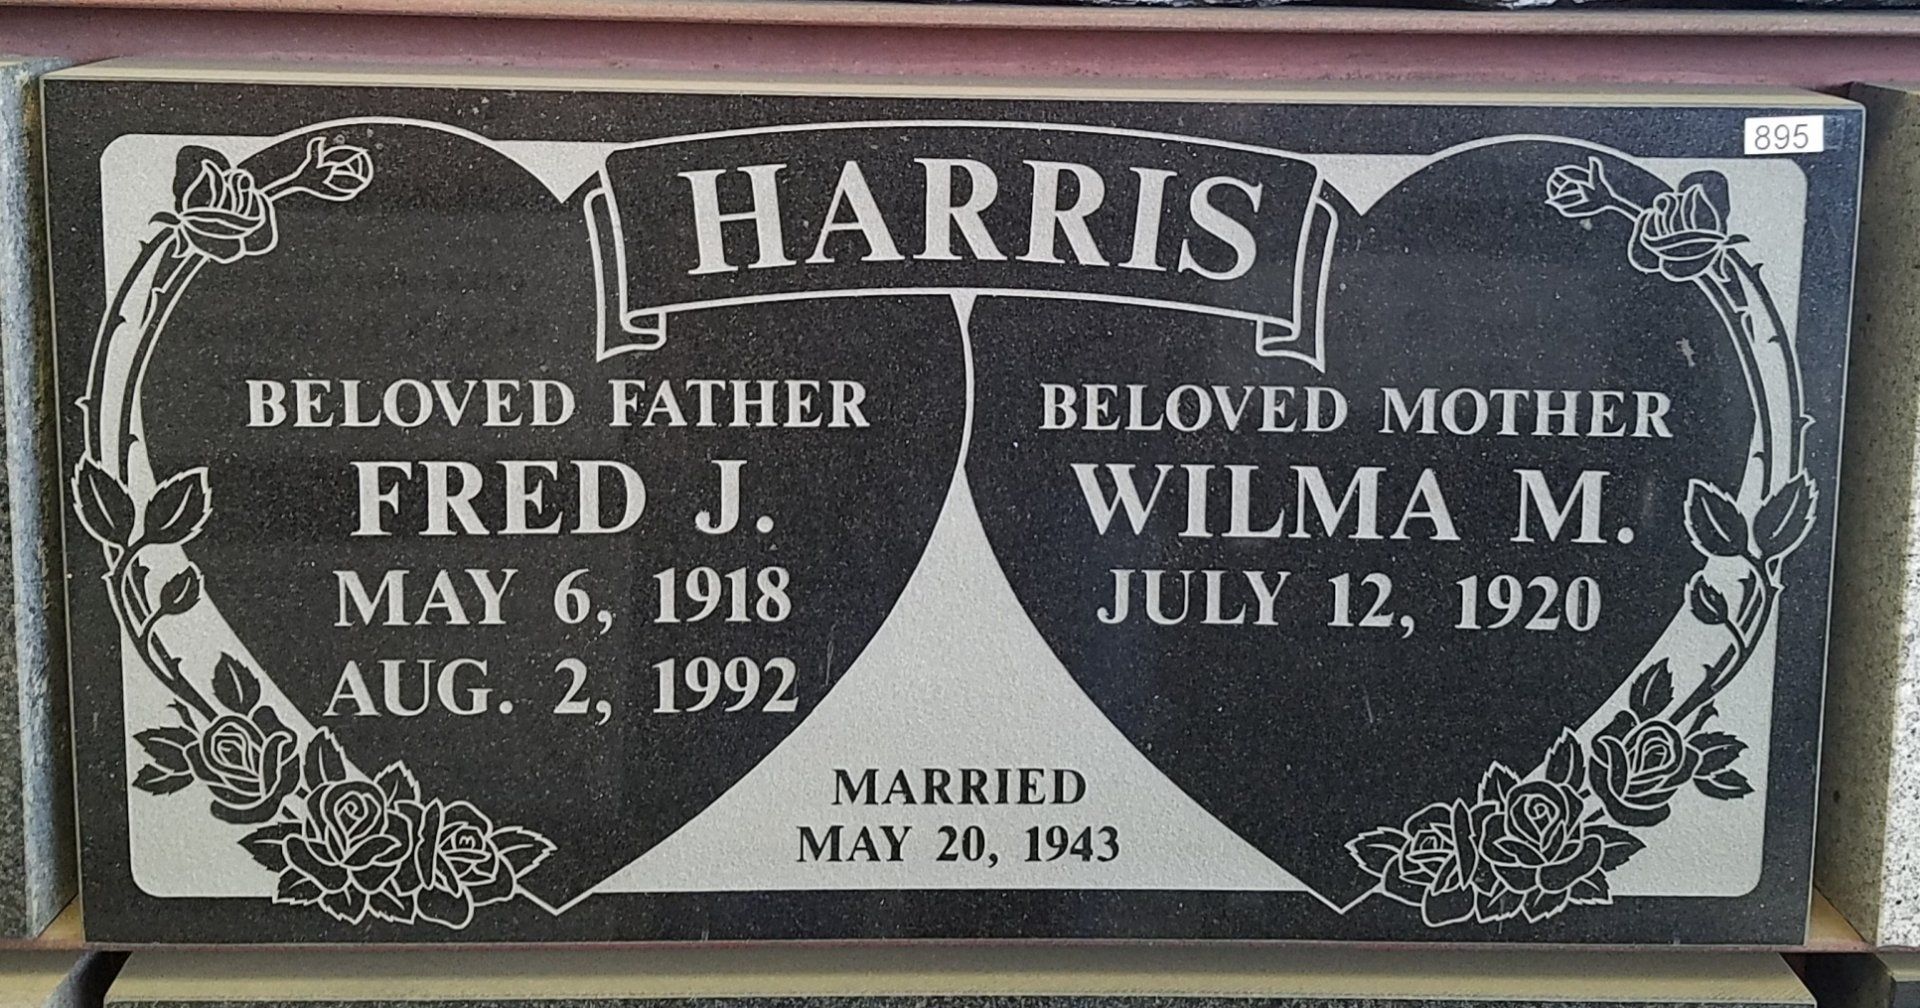 895
HARRIS
BELOVED FATHER
FRED J.
MAY 6, 1918
AUG. 2, 1992
BELOVED MOTHER
WILMA M.
JULY 12, 1920
MARRIED
MAY 20, 1943